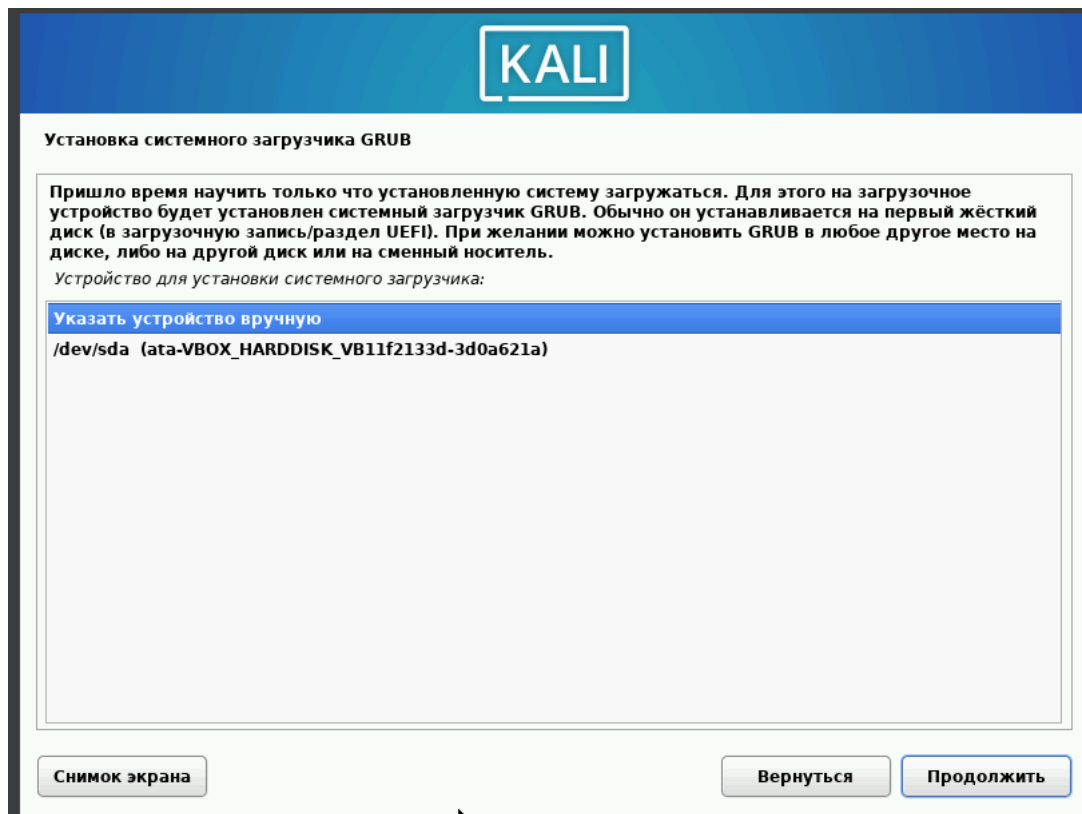 KALI
Установка системного загрузчика GRUB
Пришло время научить только что установленную систему загружаться. Для этого на загрузочное
устройство будет установлен системный загрузчик GRUB. Обычно он устанавливается на первый жёсткий
диск (в загрузочную запись/раздел UEFI). При желании можно установить GRUB в любое другое место на
диске, либо на другой диск или на сменный носитель.
Устройство для установки системного загрузчика:
Указать устройство вручную
/dev/sda (ata-VBOX_HARDDISK_VB11f2133d-3d0a621a)
Снимок экрана
Вернуться
Продолжить